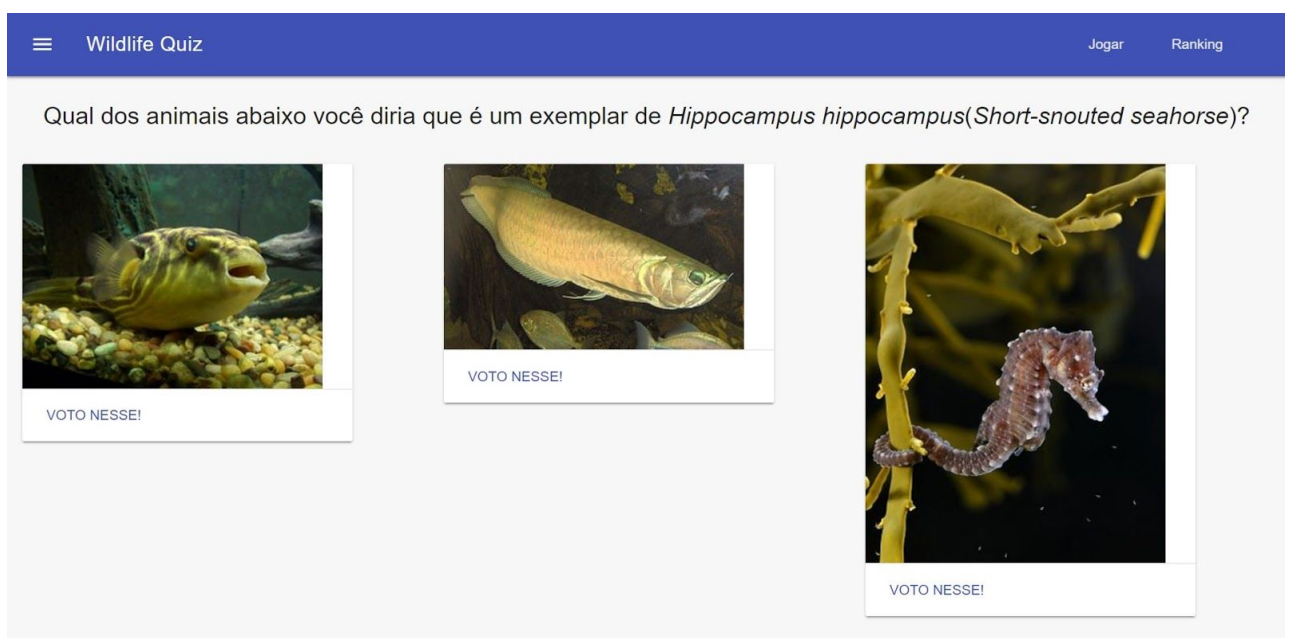 Wildlife Quiz
Jogar
Ranking
Qual dos animais abaixo você diria que é um exemplar de Hippocampus hippocampus(Short-snouted seahorse)?
VOTO NESSE!
VOTO NESSE!
VOTO NESSE!